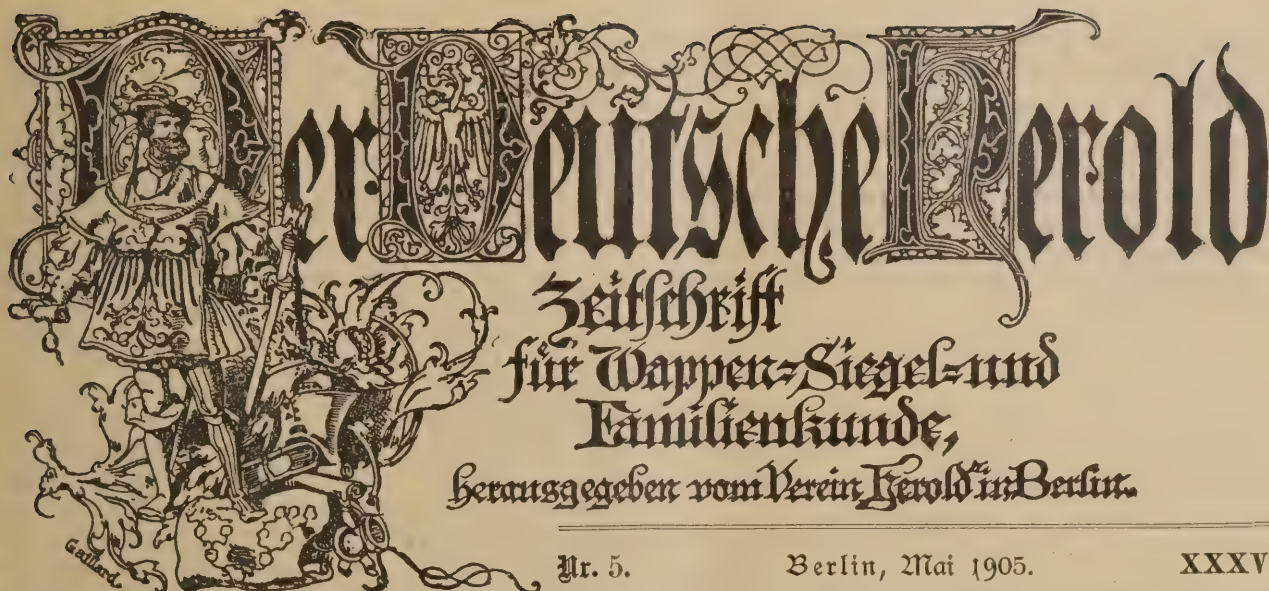 Der Deutsche Herold
Zeitschrift
für Wappen-Siegel-und
Familienkunde,
herausgegeben vom Verein Herold in Berlin.
Gaillard.
Nr. 5. Berlin, Mai 1905. XXXV